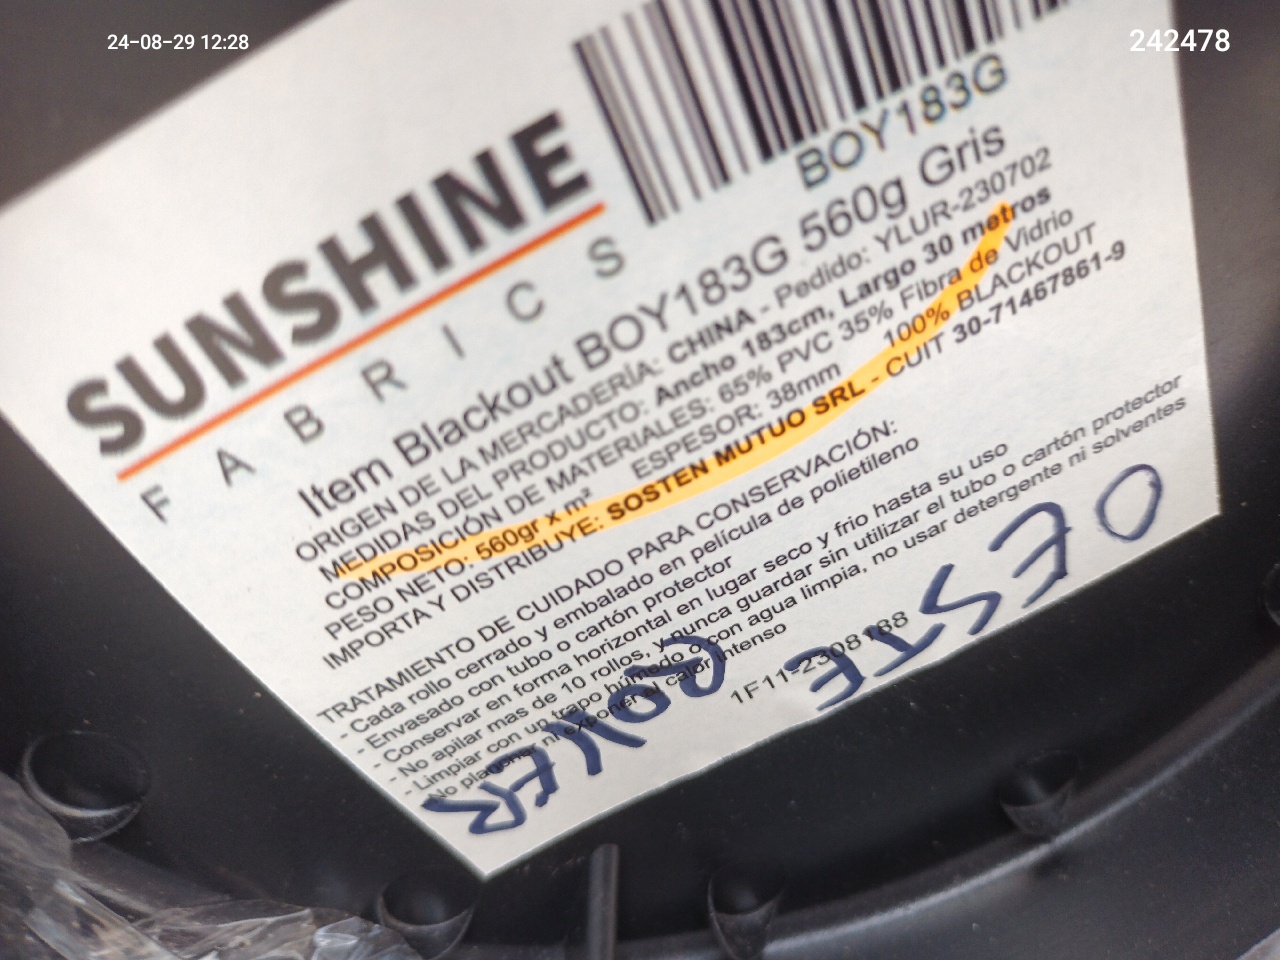 24-08-29 12:28
242478
BOY183G
SUNSHINE
FABRICS
Item Blackout BOY183G 560g Gris
ORIGEN DE LA MERCADERÍA: CHINA - Pedido: YLUR-230702
MEDIDAS DEL PRODUCTO: Ancho 183cm, Largo 30 metros
COMPOSICIÓN DE MATERIALES: 65% PVC 35% Fibra de Vidrio
PESO NETO: 560gr x m² ESPESOR: 38mm 100% BLACKOUT
IMPORTA Y DISTRIBUYE: SOSTEN MUTUO SRL - CUIT 30-71467861-9
TRATAMIENTO DE CUIDADO PARA CONSERVACIÓN:
- Cada rollo cerrado y embalado en película de polietileno
- Envasado con tubo o cartón protector
- Conservar en forma horizontal en lugar seco y frio hasta su uso
- No apilar mas de 10 rollos, y nunca guardar sin utilizar el tubo o cartón protector
- Limpiar con un trapo húmedo o con agua limpia, no usar detergente ni solventes
- No planchar ni exponer al calor intenso
1F11-2308188
OESTE
ROKER